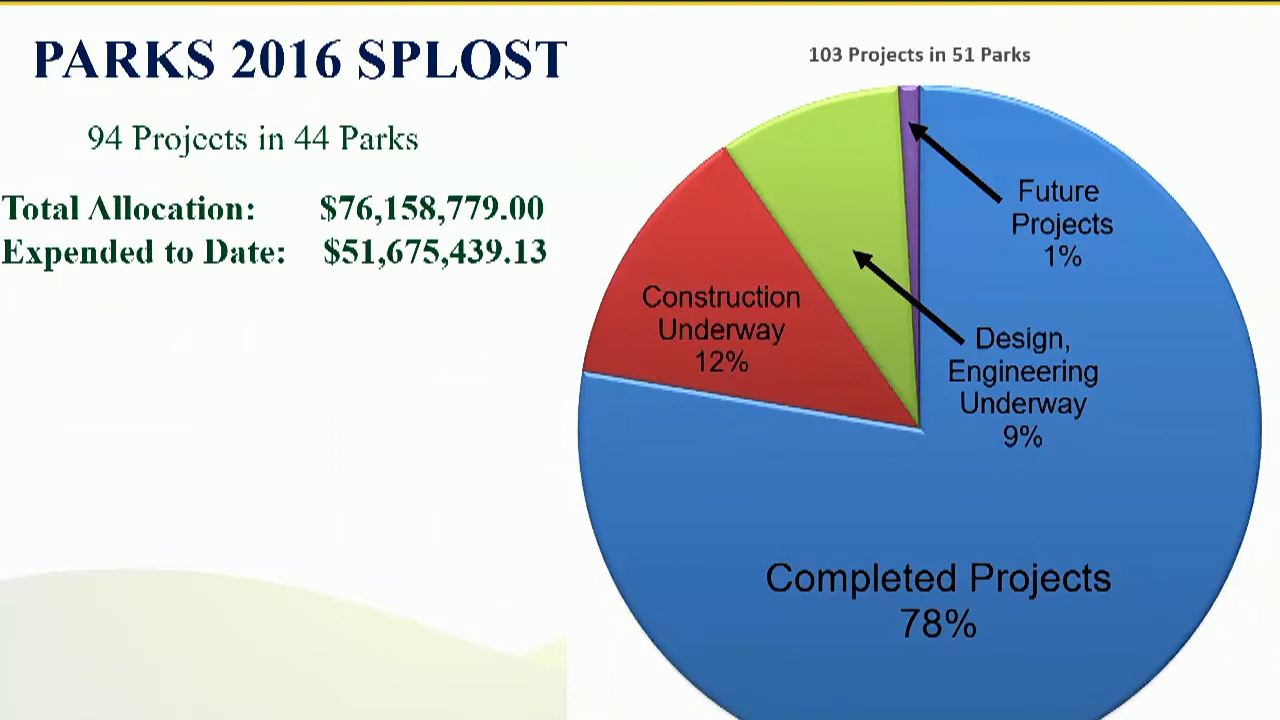 PARKS 2016 SPLOST
94 Projects in 44 Parks
Total Allocation: $76,158,779.00
Expended to Date: $51,675,439.13
103 Projects in 51 Parks
Future
Projects
1%
Construction
Underway
12%
Design,
Engineering
Underway
9%
Completed Projects
78%